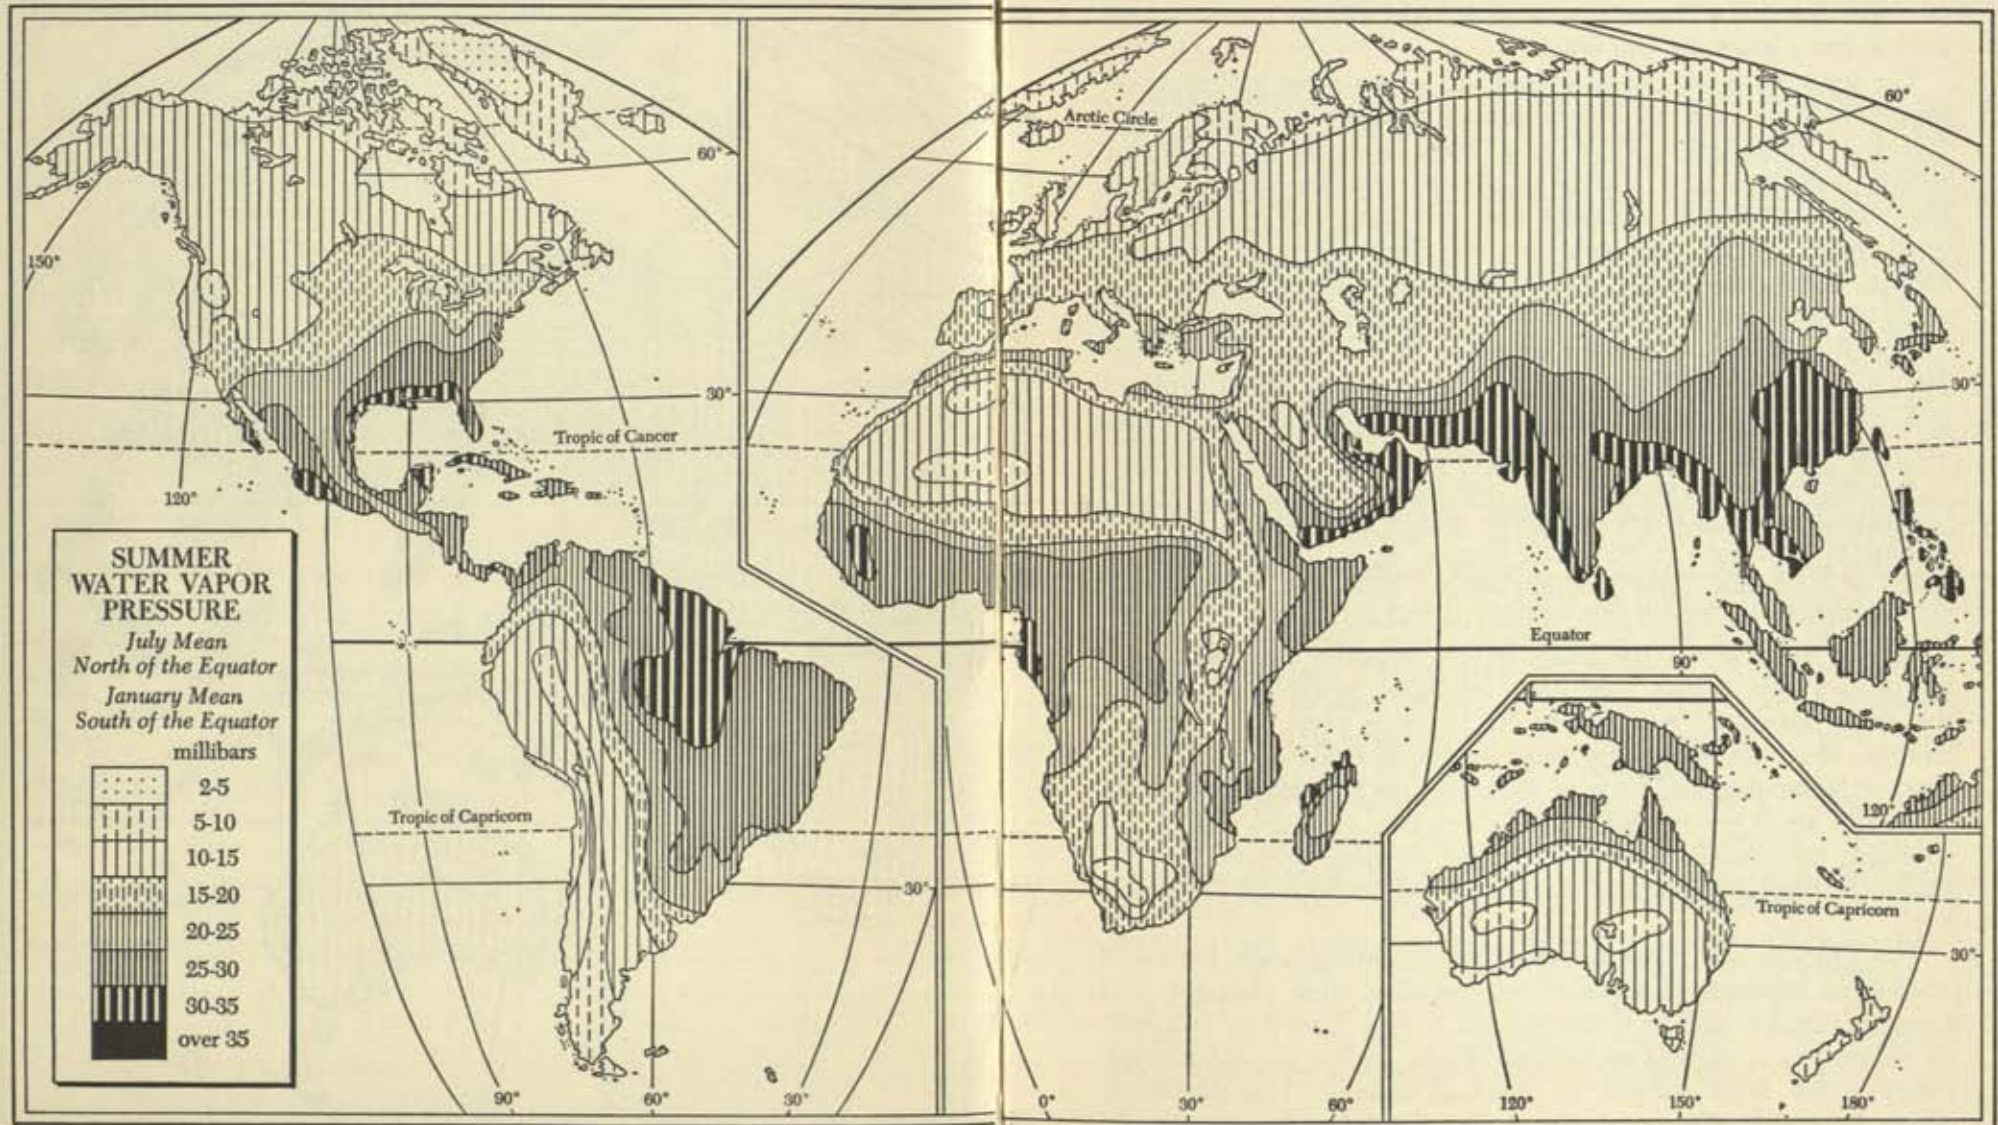 Arctic Circle
60°
60°
150°
30°
30°
Tropic of Cancer
120°
SUMMER
WATER VAPOR
PRESSURE
July Mean
North of the Equator
January Mean
South of the Equator
millibars
2-5
5-10
10-15
15-20
20-25
25-30
30-35
over 35
Equator
90°
Tropic of Capricorn
120°
30°
Tropic of Capricorn
30°
90°
60°
30°
0°
30°
60°
120°
150°
180°